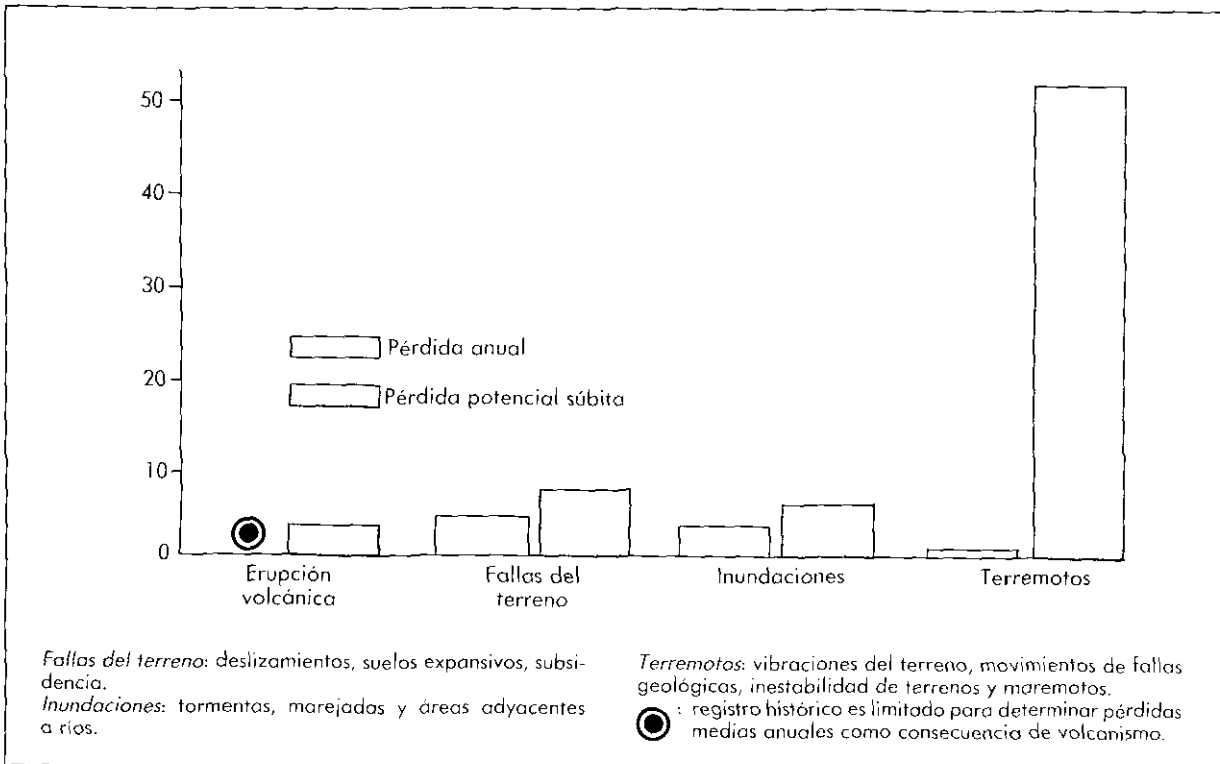 50
40
30
20
10
0
Pérdida anual
Pérdida potencial súbita
Erupción
volcánica
Fallas del
terreno
Inundaciones
Terremotos
Fallas del terreno: deslizamientos, suelos expansivos, subsi-
dencia.
Inundaciones: tormentas, marejadas y áreas adyacentes
a ríos.
Terremotos: vibraciones del terreno, movimientos de fallas
geológicas, inestabilidad de terrenos y maremotos.
: registro histórico es limitado para determinar pérdidas
medias anuales como consecuencia de volcanismo.